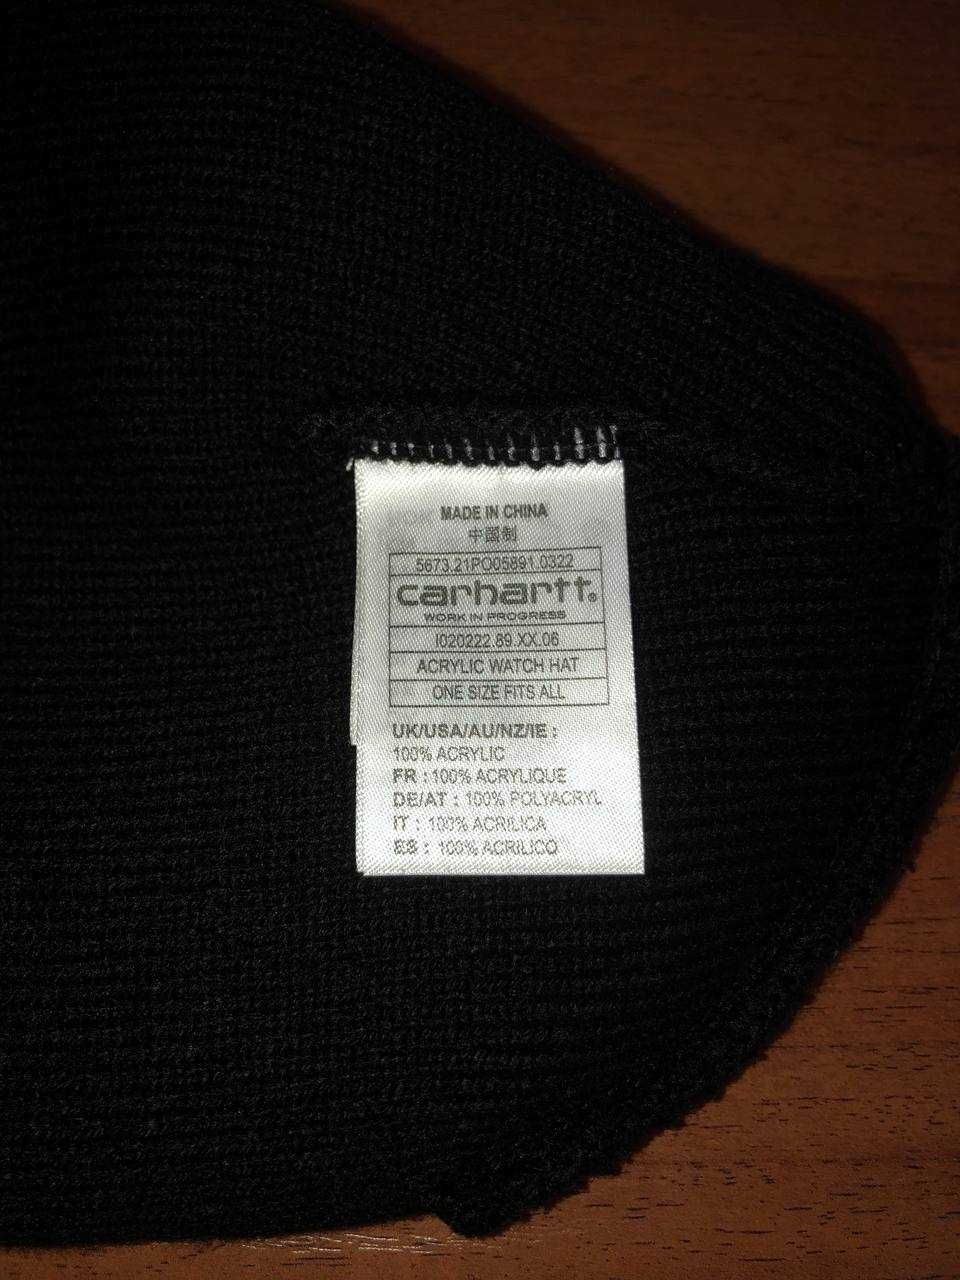 MADE IN CHINA
中国制
5673.21PO05891.0322
carhartt®
WORK IN PROGRESS
I020222.89.XX.06
ACRYLIC WATCH HAT
ONE SIZE FITS ALL
UK/USA/AU/NZ/IE :
100% ACRYLIC
FR : 100% ACRYLIQUE
DE/AT : 100% POLYACRYL
IT : 100% ACRILICA
ES : 100% ACRILICO